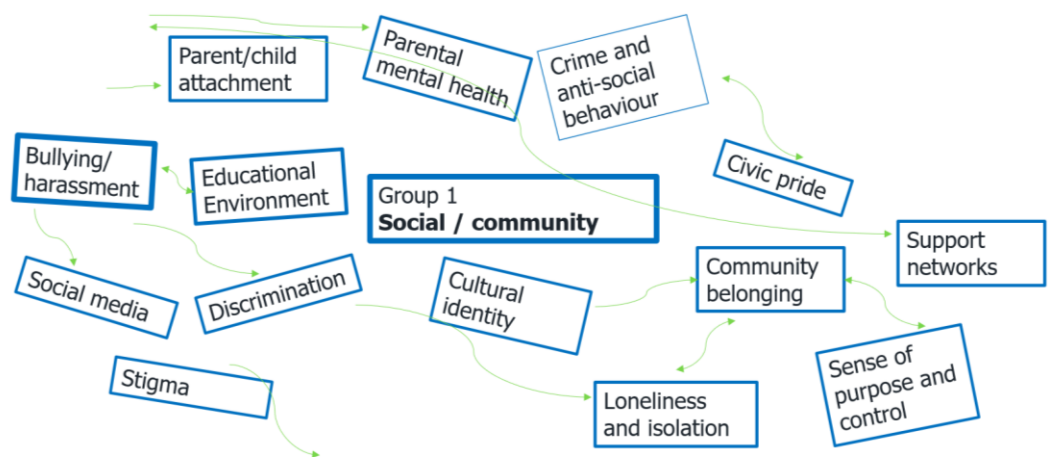 Parent/child
attachment
Parental
mental health
Crime and
anti-social
behaviour
Bullying/
harassment
Educational
Environment
Group 1
Social / community
Civic pride
Support
networks
Social media
Discrimination
Cultural
identity
Community
belonging
Stigma
Loneliness
and isolation
Sense of
purpose and
control